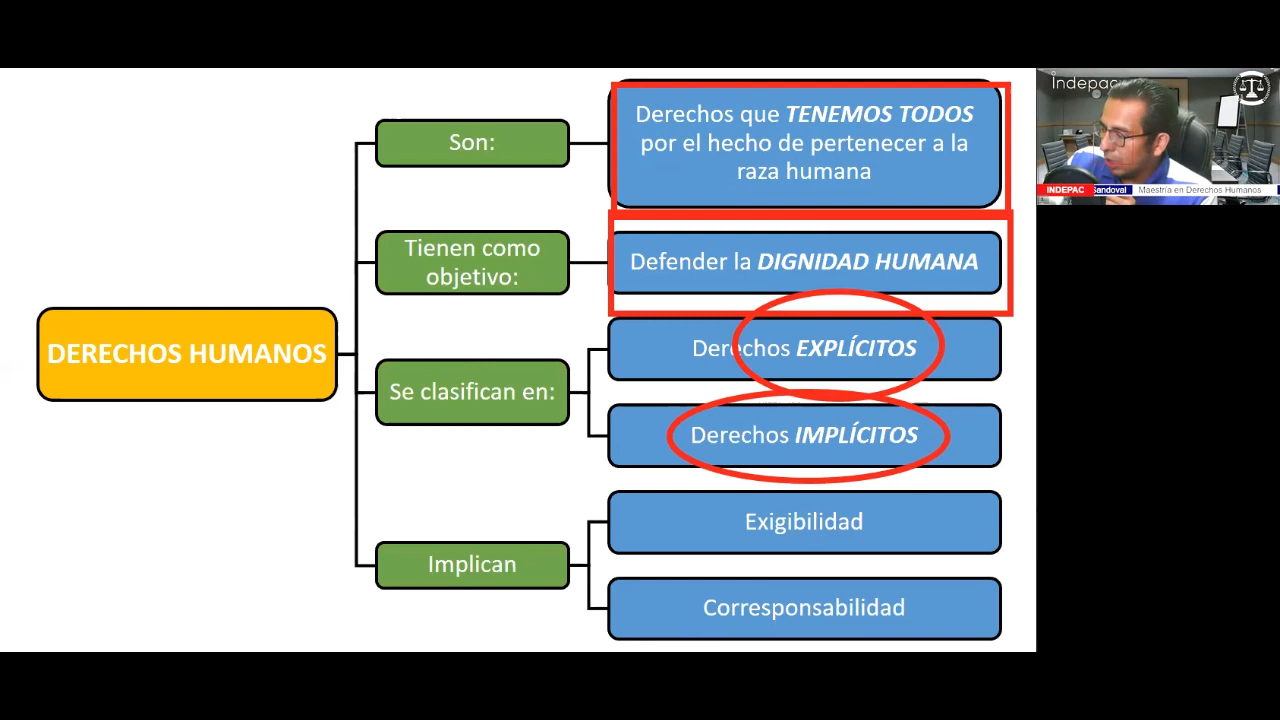 DERECHOS HUMANOS
Son:
Derechos que TENEMOS TODOS
por el hecho de pertenecer a la
raza humana
Tienen como
objetivo:
Defender la DIGNIDAD HUMANA
Se clasifican en:
Derechos EXPLÍCITOS
Derechos IMPLÍCITOS
Implican
Exigibilidad
Corresponsabilidad
Indepac
INDEPAC Sandoval Maestría en Derechos Humanos